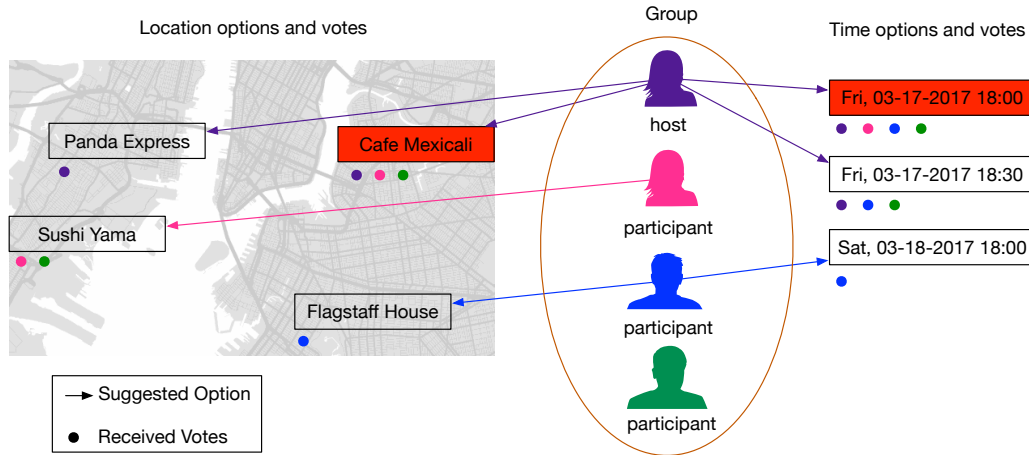 Location options and votes
Group
Time options and votes
Panda Express
Cafe Mexicali
Sushi Yama
Flagstaff House
host
participant
participant
participant
Fri, 03-17-2017 18:00
Fri, 03-17-2017 18:30
Sat, 03-18-2017 18:00
Suggested Option
Received Votes